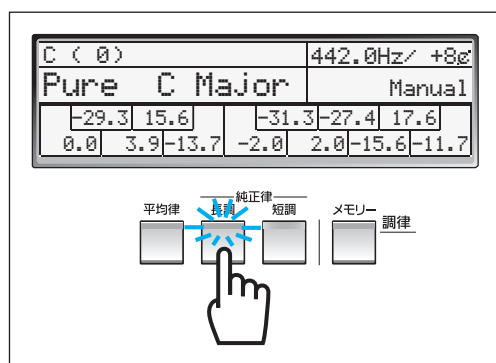 C ( 0) 442.0Hz/ +8¢
Pure C Major Manual
-29.3 15.6 -31.3 -27.4 17.6
0.0 3.9 -13.7 -2.0 2.0 -15.6 -11.7
純正律
平均律 長調 短調 メモリー 調律